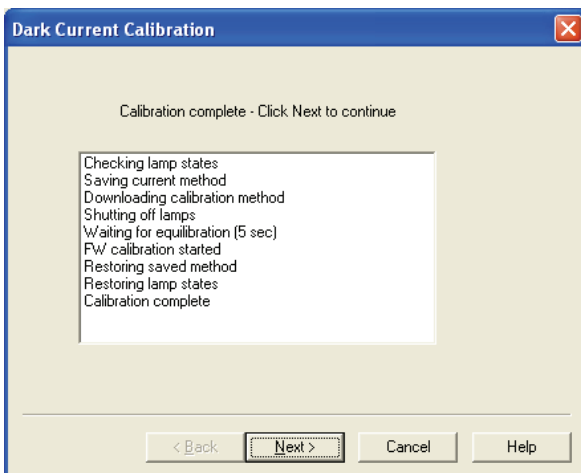 Dark Current Calibration
Calibration complete - Click Next to continue
Checking lamp states
Saving current method
Downloading calibration method
Shutting off lamps
Waiting for equilibration (5 sec)
FW calibration started
Restoring saved method
Restoring lamp states
Calibration complete
< Back Next > Cancel Help